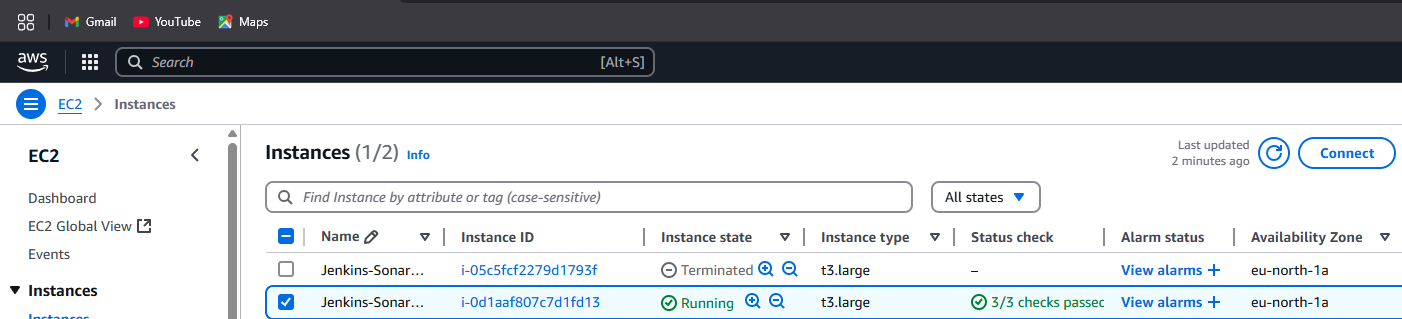 Gmail YouTube Maps
aws Search [Alt+S]
EC2 Instances
EC2
Dashboard
EC2 Global View
Events
Instances
Instances
Instances (1/2) Info
Last updated
2 minutes ago
Connect
Find Instance by attribute or tag (case-sensitive)
All states
Name Instance ID Instance state Instance type Status check Alarm status Availability Zone
Jenkins-Sonar... i-05c5fcf2279d1793f Terminated t3.large – View alarms + eu-north-1a
Jenkins-Sonar... i-0d1aaf807c7d1fd13 Running t3.large 3/3 checks passec View alarms + eu-north-1a